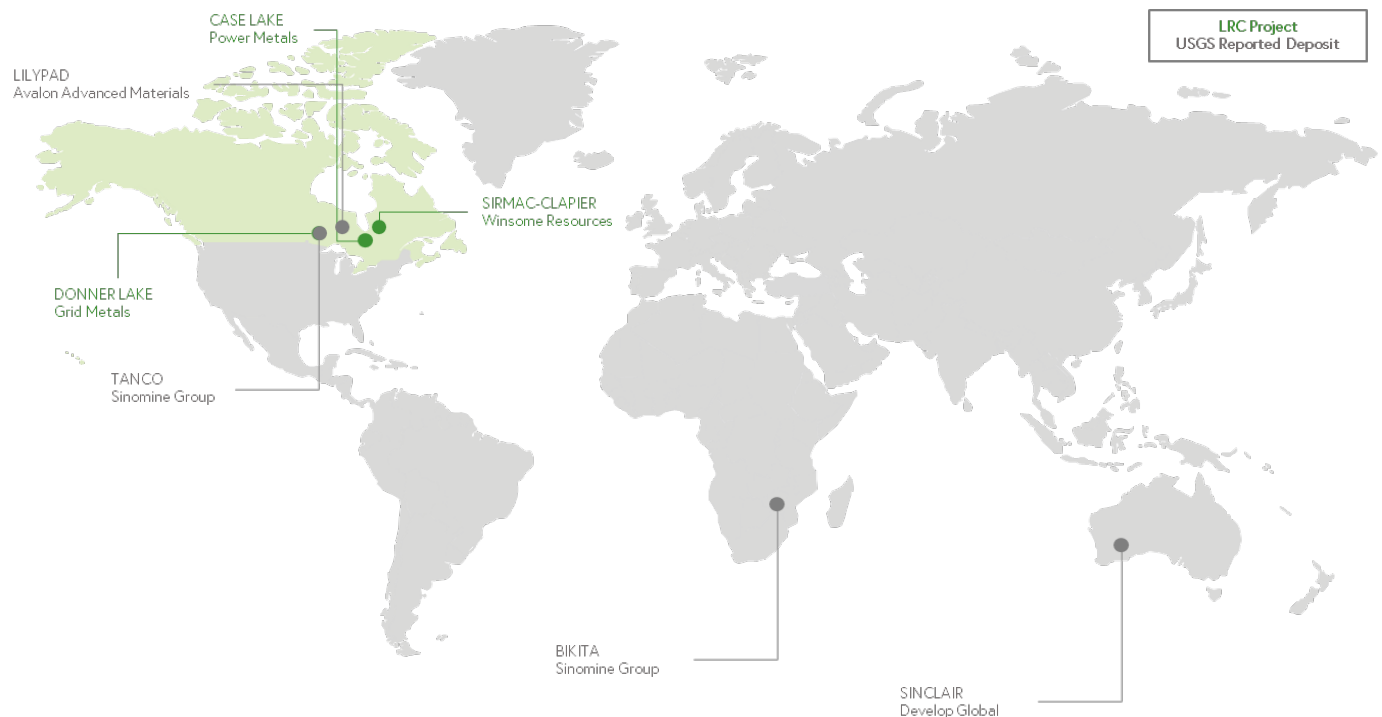 CASE LAKE
Power Metals
LRC Project
USGS Reported Deposit
LILYPAD
Avalon Advanced Materials
SIRMAC-CLAPIER
Winsome Resources
DONNER LAKE
Grid Metals
TANCO
Sinomine Group
BIKITA
Sinomine Group
SINCLAIR
Develop Global